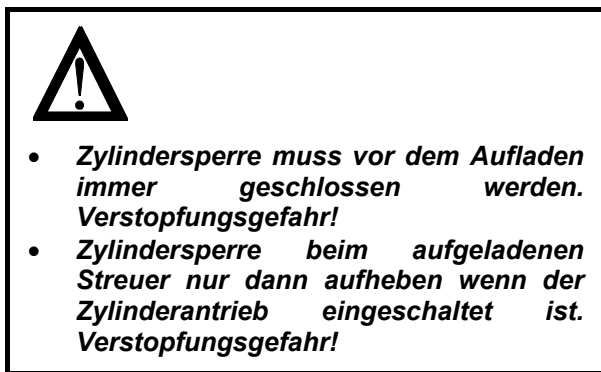 • Zylindersperre muss vor dem Aufladen
immer geschlossen werden.
Verstopfungsgefahr!
• Zylindersperre beim aufgeladenen
Streuer nur dann aufheben wenn der
Zylinderantrieb eingeschaltet ist.
Verstopfungsgefahr!